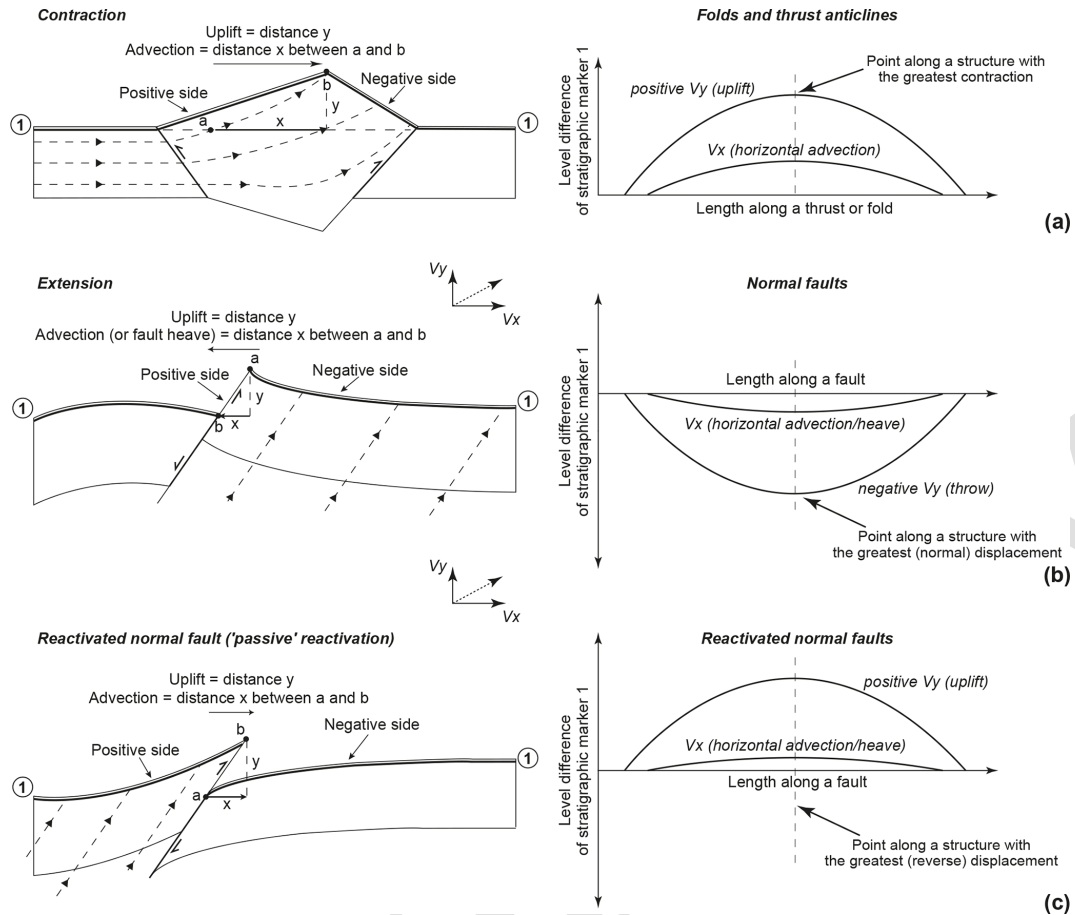 Contraction
Uplift = distance y
Advection = distance x between a and b
Positive side
Negative side
b
y
a
x
1
1
Folds and thrust anticlines
Level difference
of stratigraphic marker 1
positive Vy (uplift)
Point along a structure with
the greatest contraction
Vx (horizontal advection)
Length along a thrust or fold
(a)
Extension
Vy
Vx
Uplift = distance y
Advection (or fault heave) = distance x between a and b
a
Positive side
Negative side
y
x
b
1
1
Normal faults
Level difference
of stratigraphic marker 1
Length along a fault
Vx (horizontal advection/heave)
negative Vy (throw)
Point along a structure with
the greatest (normal) displacement
(b)
Vy
Vx
Reactivated normal fault ('passive' reactivation)
Uplift = distance y
Advection = distance x between a and b
b
Positive side
Negative side
y
a
x
1
1
Reactivated normal faults
Level difference
of stratigraphic marker 1
positive Vy (uplift)
Vx (horizontal advection/heave)
Length along a fault
Point along a structure with
the greatest (reverse) displacement
(c)